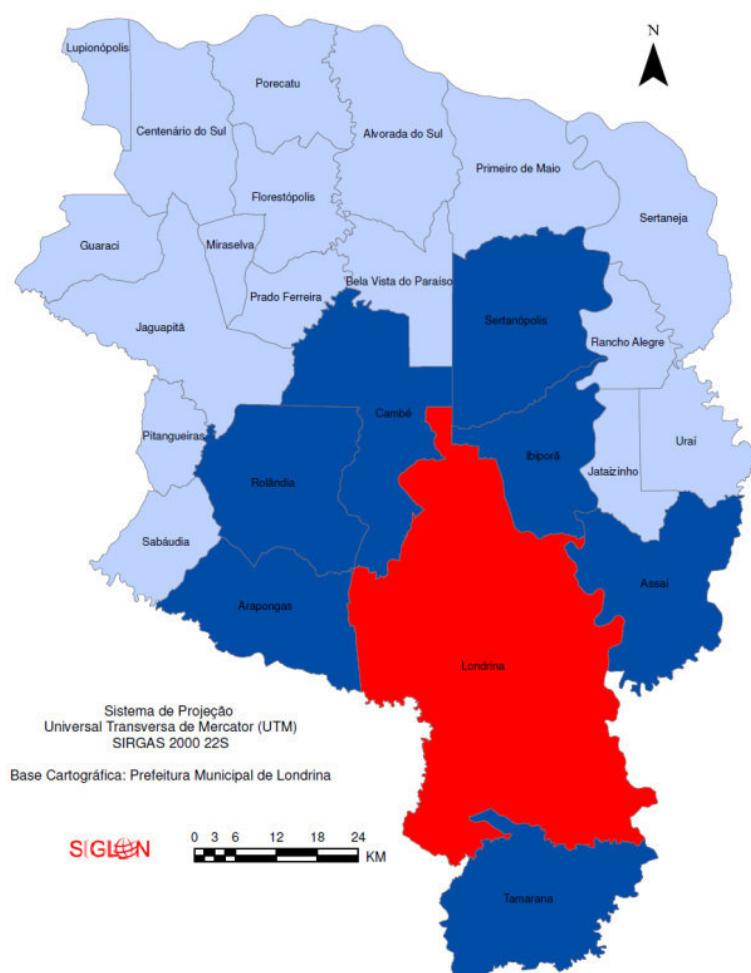 Lupionópolis
N
Porecatu
Centenário do Sul
Alvorada do Sul
Primeiro de Maio
Florestópolis
Sertaneja
Guaraci
Miraselva
Bela Vista do Paraíso
Prado Ferreira
Jaguapitã
Sertanópolis
Rancho Alegre
Cambé
Pitangueiras
Uraí
Ibiporã
Jataizinho
Rolândia
Sabáudia
Assaí
Arapongas
Londrina
Sistema de Projeção
Universal Transversa de Mercator (UTM)
SIRGAS 2000 22S
Base Cartográfica: Prefeitura Municipal de Londrina
SIGLON
0 3 6 12 18 24
KM
Tamarana